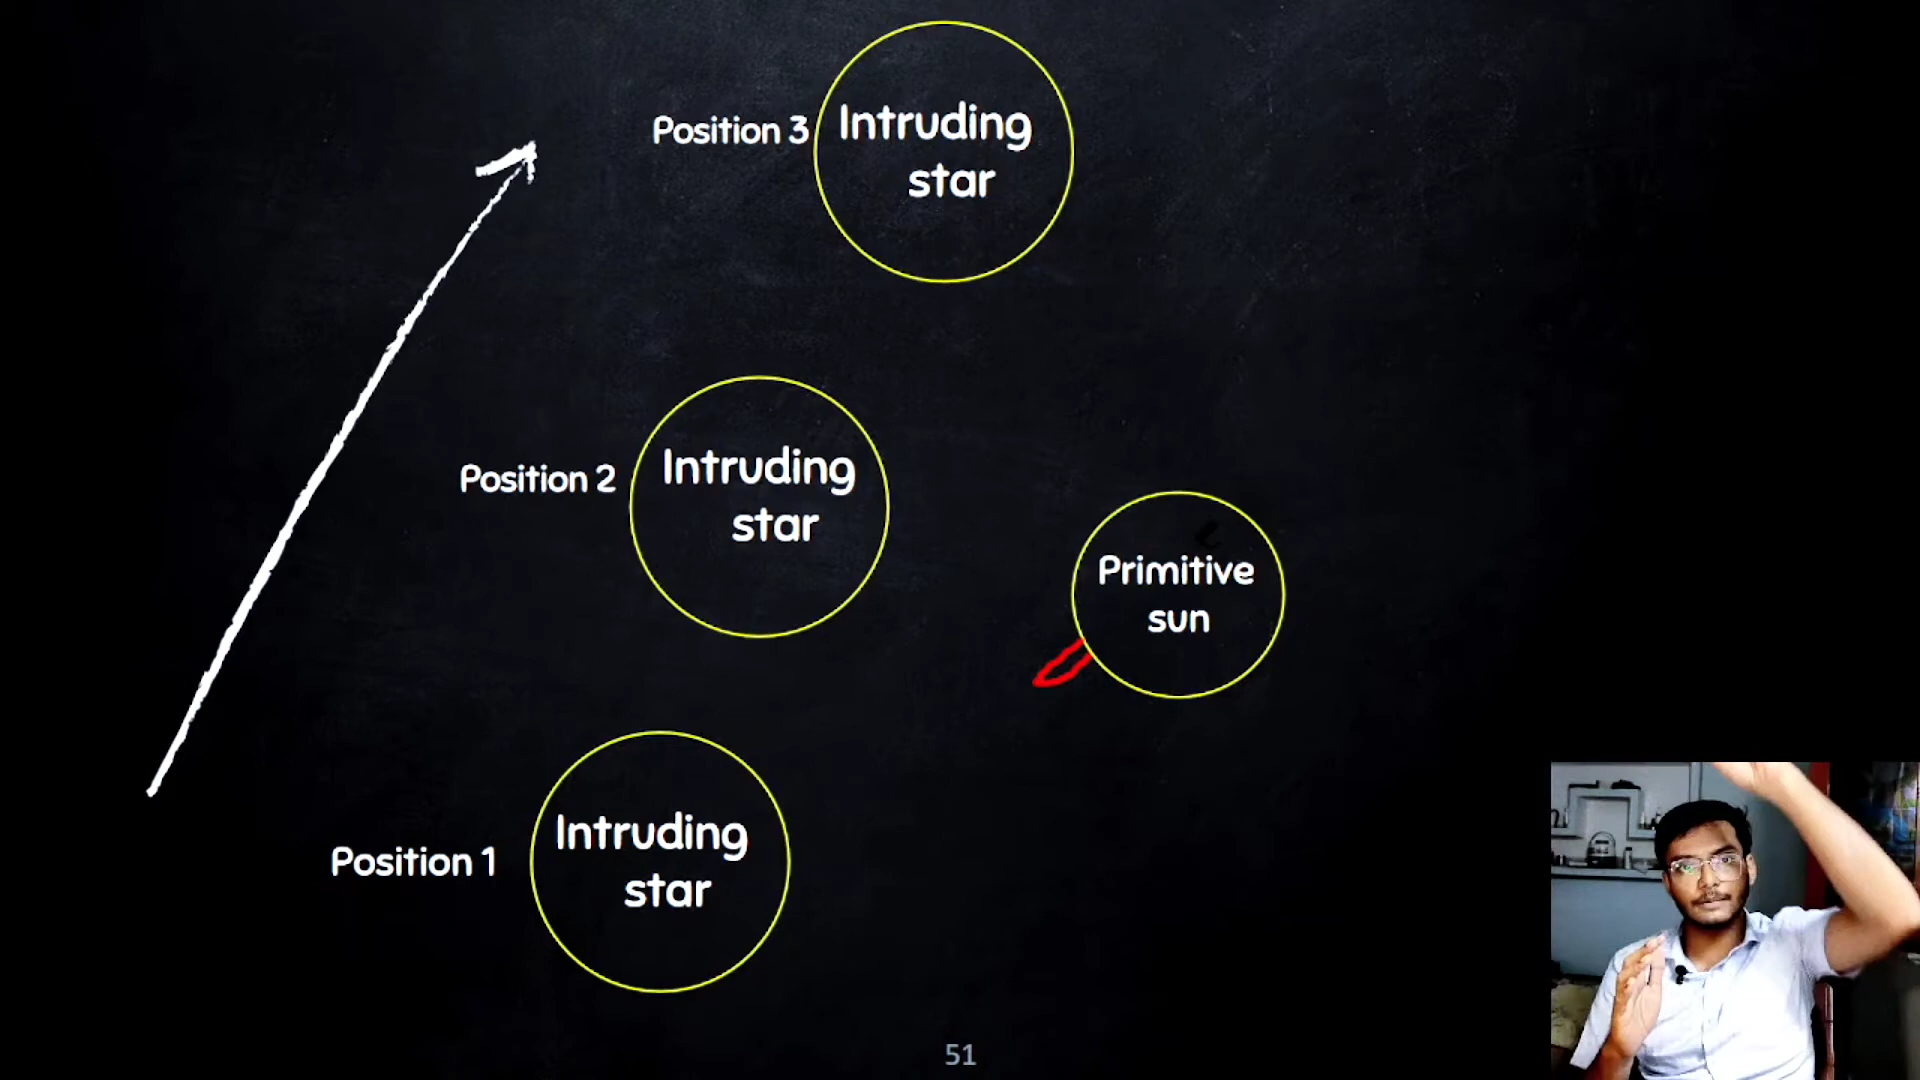 Position 3
Intruding
star
Position 2
Intruding
star
Primitive
sun
Position 1
Intruding
star
51